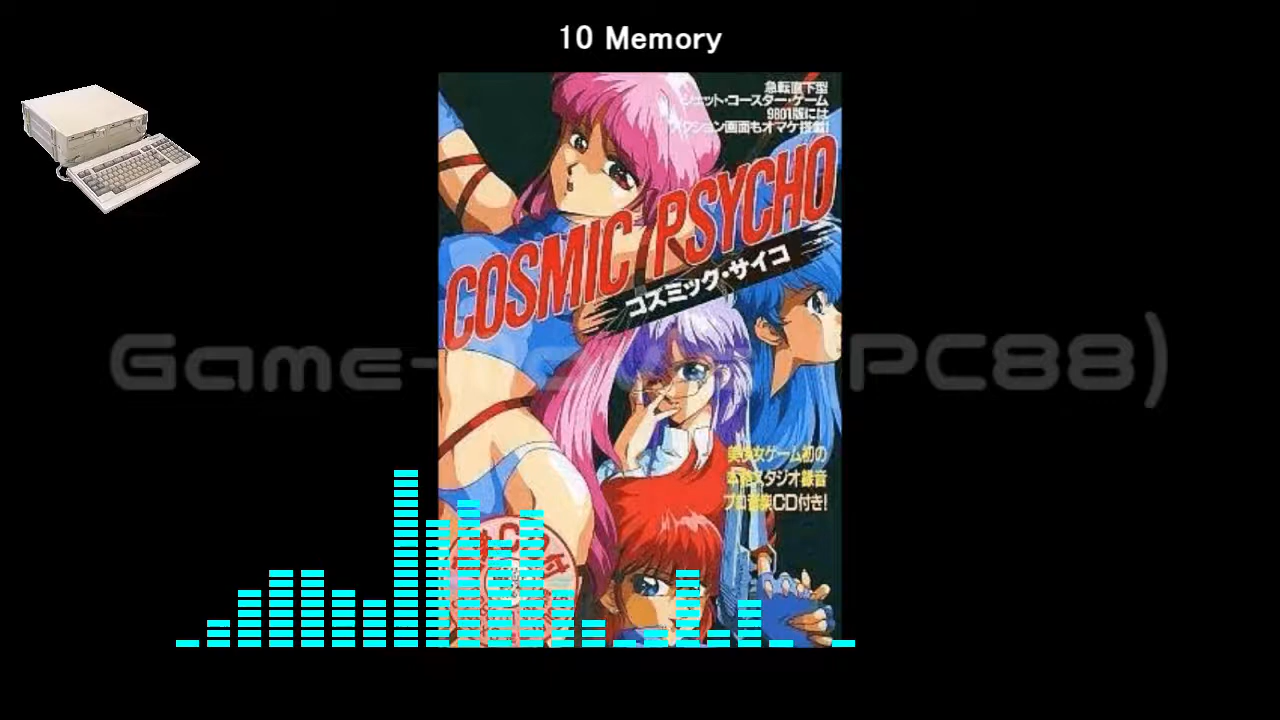 10 Memory
急転直下型
ジェット・コースター・ゲーム
9801版には
アクション画面もオマケ搭載!
COSMIC PSYCHO
コズミック・サイコ
Game- PC88)
美少女ゲーム初の
本格スタジオ録音
プロ音楽CD付き!
CD付